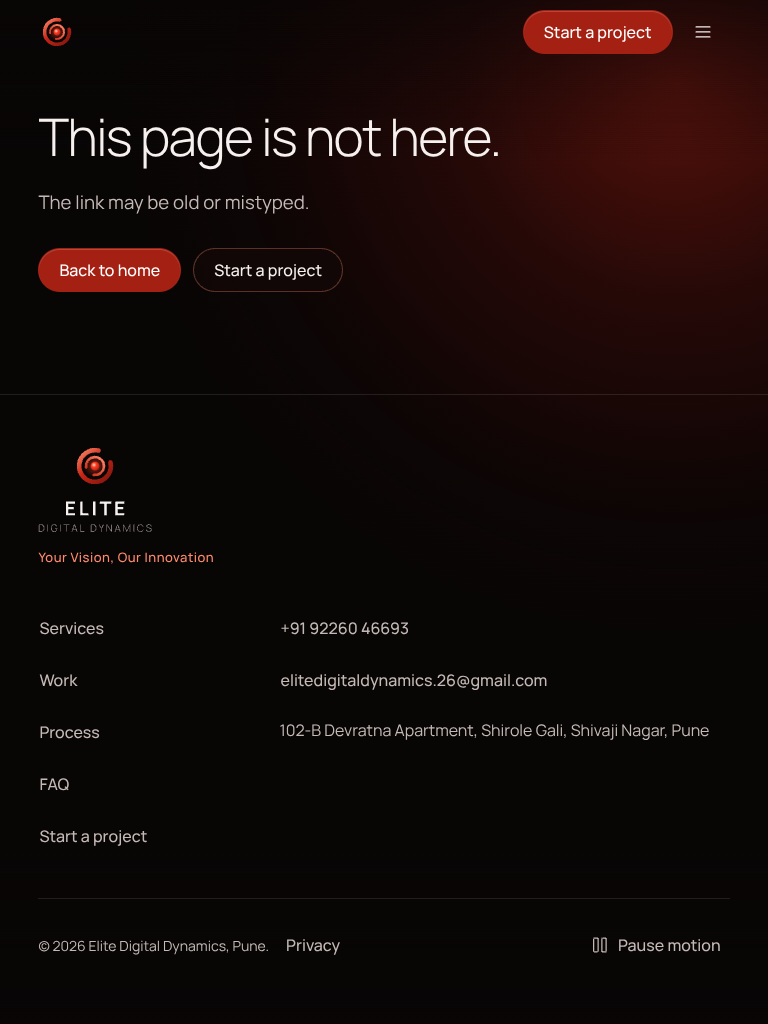 Start a project
This page is not here.
The link may be old or mistyped.
Back to home
Start a project
ELITE
DIGITAL DYNAMICS
Your Vision, Our Innovation
Services
+91 92260 46693
Work
elitedigitaldynamics.26@gmail.com
Process
102-B Devratna Apartment, Shirole Gali, Shivaji Nagar, Pune
FAQ
Start a project
© 2026 Elite Digital Dynamics, Pune.
Privacy
Pause motion